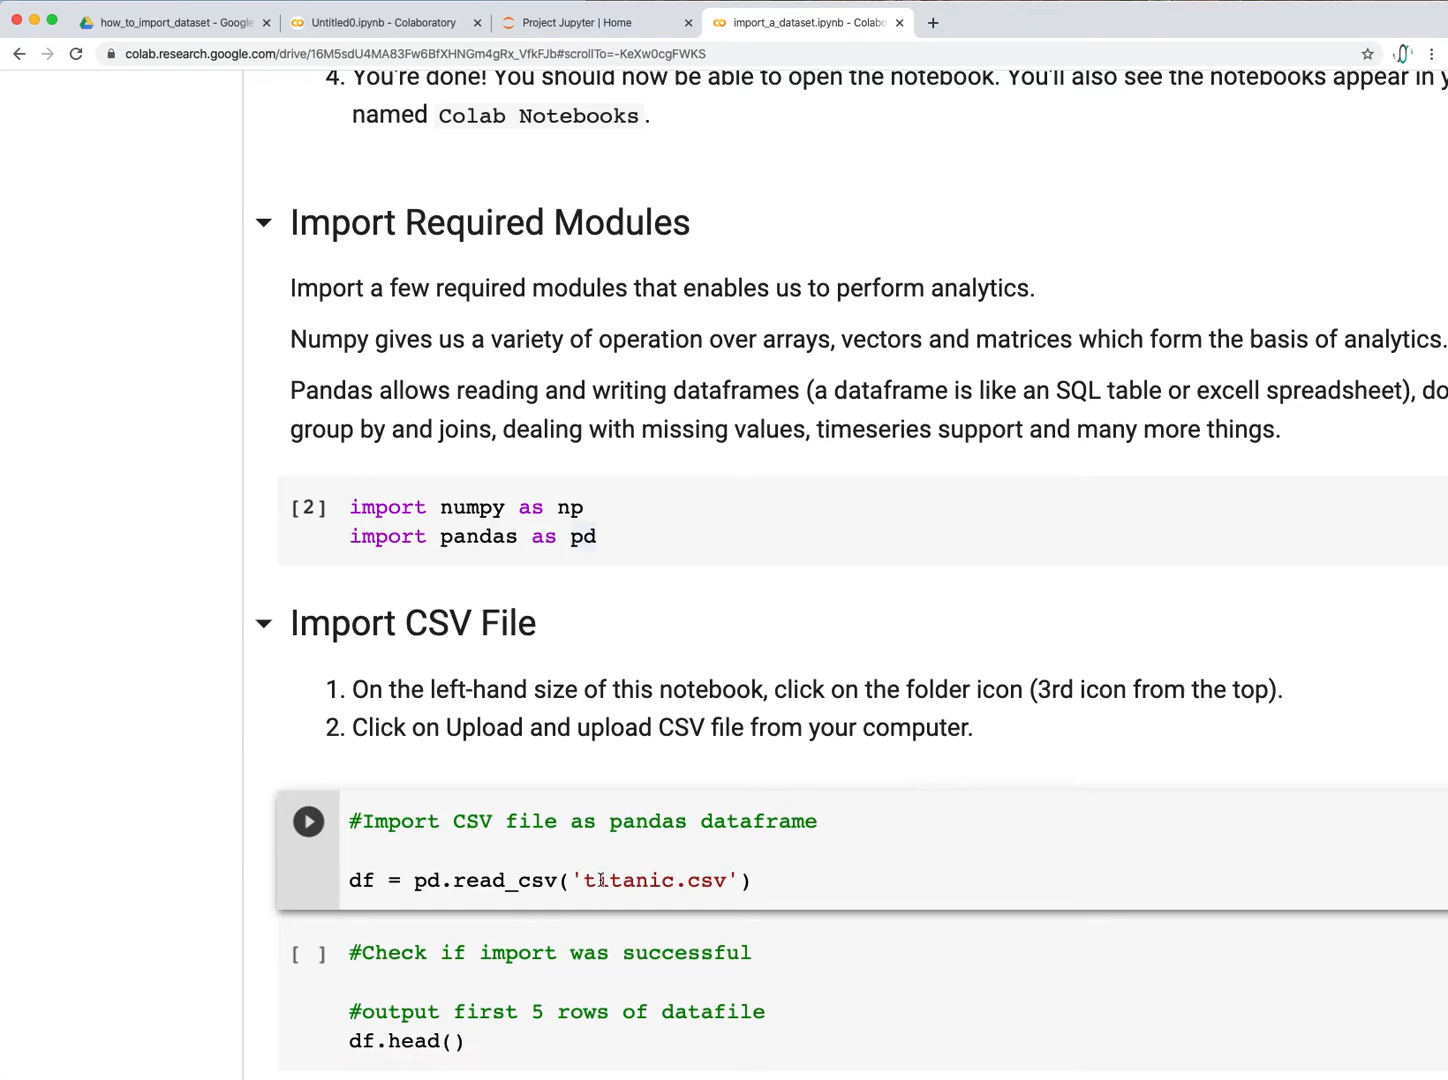 how_to_import_dataset - Google
Untitled0.ipynb - Colaboratory
Project Jupyter | Home
import_a_dataset.ipynb - Colabo
colab.research.google.com/drive/16M5sdU4MA83Fw6BfXHNGm4gRx_VfkFJb#scrollTo=-KeXw0cgFWKS
4. You're done! You should now be able to open the notebook. You'll also see the notebooks appear in y
named Colab Notebooks.
Import Required Modules
Import a few required modules that enables us to perform analytics.
Numpy gives us a variety of operation over arrays, vectors and matrices which form the basis of analytics.
Pandas allows reading and writing dataframes (a dataframe is like an SQL table or excell spreadsheet), do
group by and joins, dealing with missing values, timeseries support and many more things.
[2] import numpy as np
import pandas as pd
Import CSV File
1. On the left-hand size of this notebook, click on the folder icon (3rd icon from the top).
2. Click on Upload and upload CSV file from your computer.
#Import CSV file as pandas dataframe
df = pd.read_csv('titanic.csv')
[ ] #Check if import was successful
#output first 5 rows of datafile
df.head()